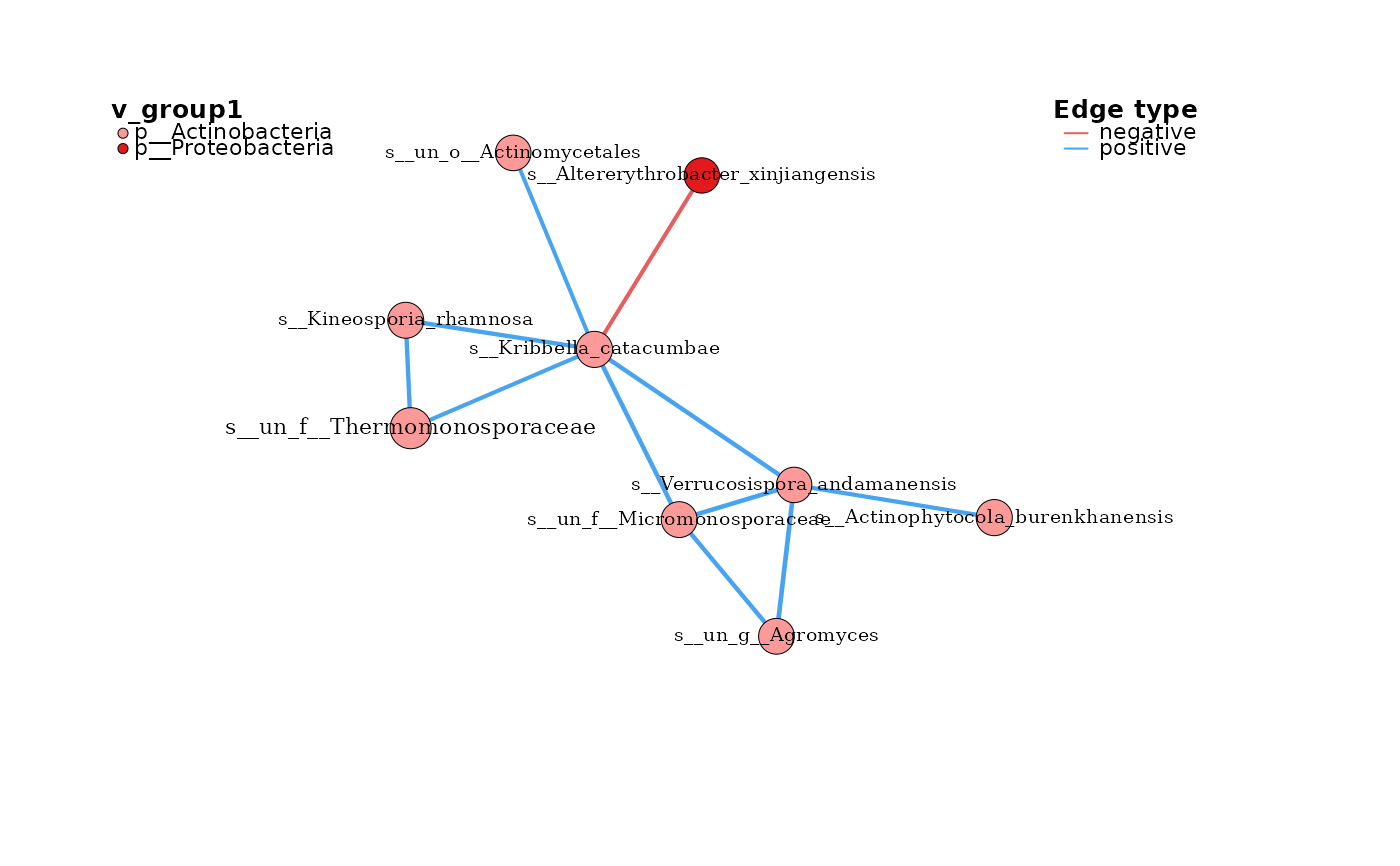 v_group1
p__Actinobacteria
p__Proteobacteria
Edge type
negative
positive
s__un_o__Actinomycetales
s__Altererythrobacter_xinjiangensis
s__Kineosporia_rhamnosa
s__Kribbella_catacumbae
s__un_f__Thermomonosporaceae
s__Verrucosispora_andamanensis
s__un_f__Micromonosporaceae
s__Actinophytocola_burenkhanensis
s__un_g__Agromyces